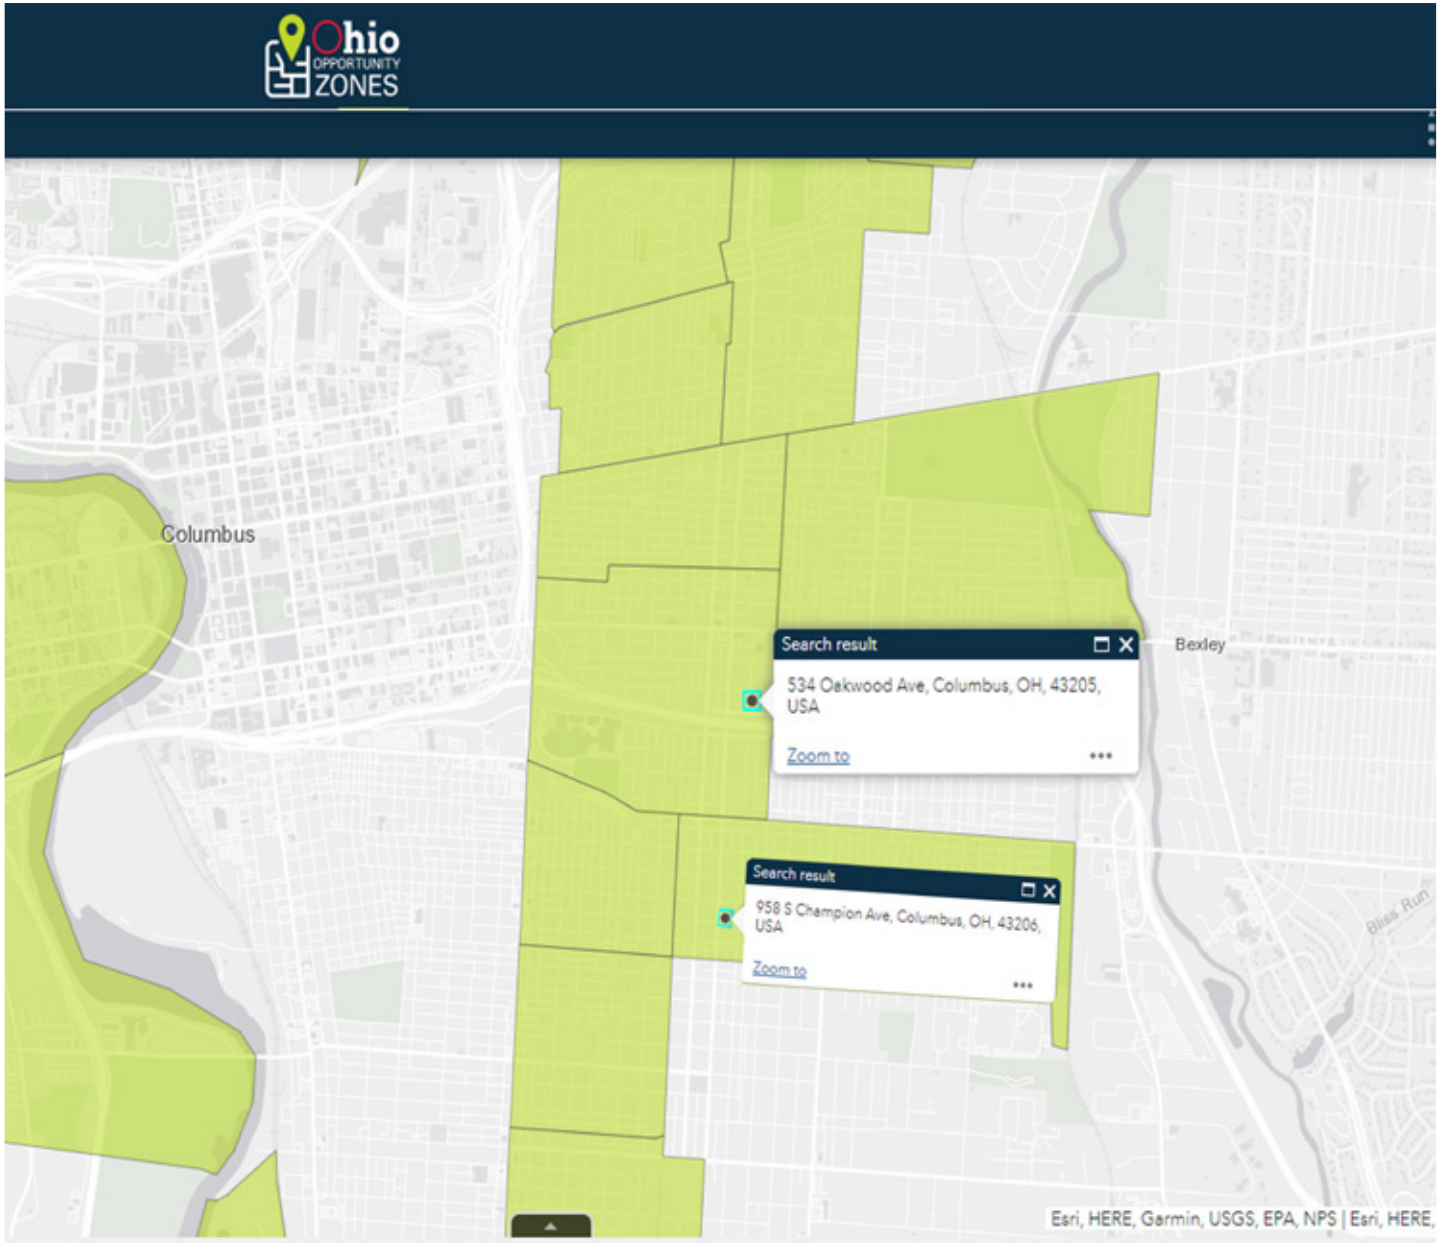 Ohio
OPPORTUNITY
ZONES
Columbus
Search result
534 Oakwood Ave, Columbus, OH, 43205,
USA
Zoom to
Bexley
Search result
958 S Champion Ave, Columbus, OH, 43206,
USA
Zoom to
Bliss Run
Esri, HERE, Garmin, USGS, EPA, NPS | Esri, HERE,